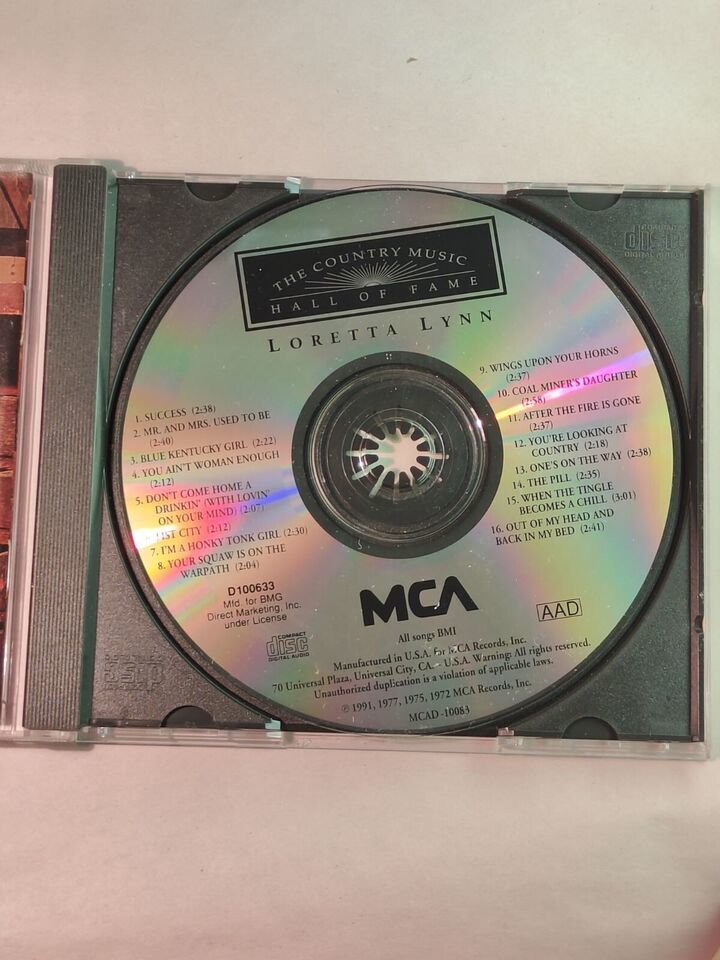 THE COUNTRY MUSIC
HALL OF FAME
LORETTA LYNN
1. SUCCESS (2:38)
2. MR. AND MRS. USED TO BE
(2:40)
3. BLUE KENTUCKY GIRL (2:22)
4. YOU AIN'T WOMAN ENOUGH
(2:12)
5. DON'T COME HOME A
DRINKIN' (WITH LOVIN'
ON YOUR MIND) (2:07)
IST CITY (2:12)
7. I'M A HONKY TONK GIRL (2:30)
8. YOUR SQUAW IS ON THE
WARPATH (2:04)
9. WINGS UPON YOUR HORNS
(2:37)
10. COAL MINER'S DAUGHTER
(2:58)
11. AFTER THE FIRE IS GONE
(2:37)
12. YOU'RE LOOKING AT
COUNTRY (2:18)
13. ONE'S ON THE WAY (2:38)
14. THE PILL (2:35)
15. WHEN THE TINGLE
BECOMES A CHILL (3:01)
16. OUT OF MY HEAD AND
BACK IN MY BED (2:41)
D100633
Mfd. for BMG
Direct Marketing, Inc.
under License
COMPACT
disc
DIGITAL AUDIO
MCA
AAD
All songs BMI
Manufactured in U.S.A. for MCA Records, Inc.
70 Universal Plaza, Universal City, CA. - U.S.A. Warning: All rights reserved.
Unauthorized duplication is a violation of applicable laws.
℗ 1991, 1977, 1975, 1972 MCA Records, Inc.
MCAD-10083
COMPACT
disc
DIGITAL AUDIO